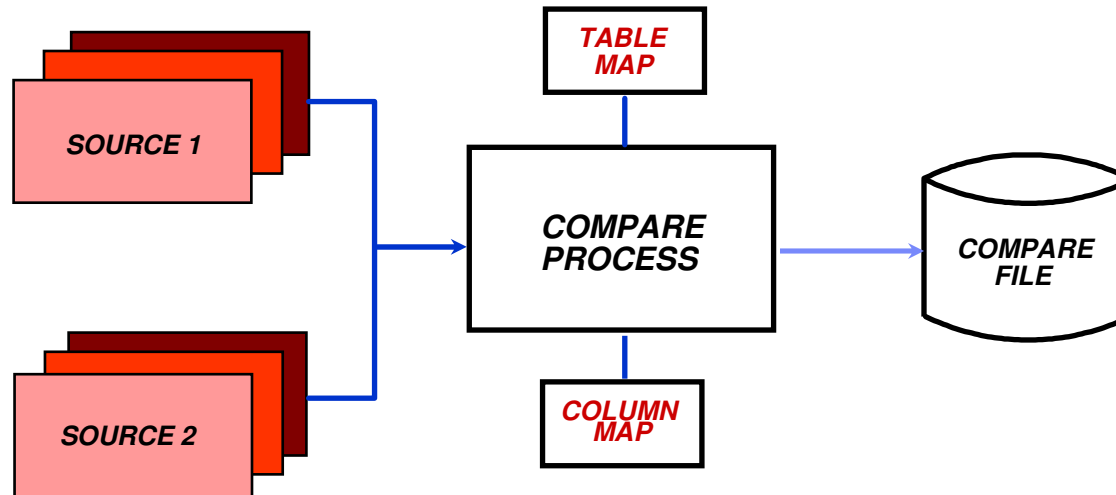 TABLE
MAP
SOURCE 1
COMPARE
PROCESS
COMPARE
FILE
COLUMN
MAP
SOURCE 2